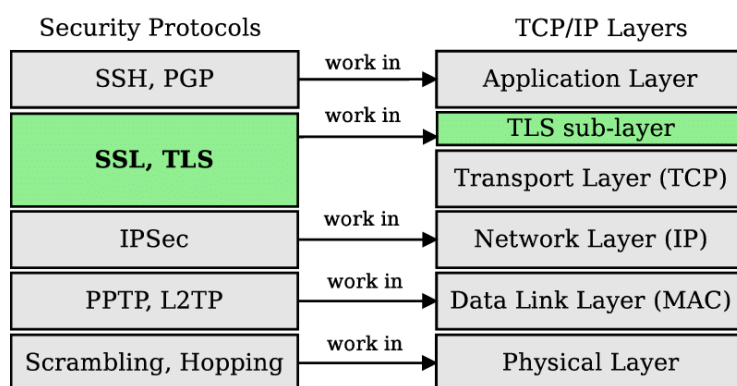 Security Protocols
TCP/IP Layers
SSH, PGP
work in
Application Layer
SSL, TLS
work in
TLS sub-layer
Transport Layer (TCP)
IPSec
work in
Network Layer (IP)
PPTP, L2TP
work in
Data Link Layer (MAC)
Scrambling, Hopping
work in
Physical Layer